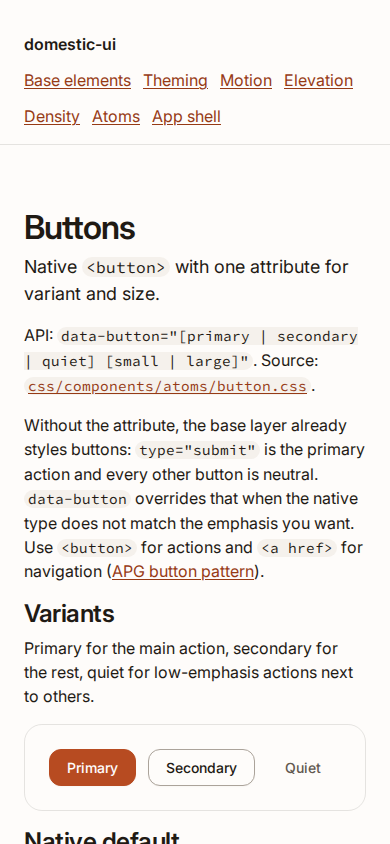 domestic-ui
Base elements Theming Motion Elevation
Density Atoms App shell
Buttons
Native <button> with one attribute for
variant and size.
API: data-button="[primary | secondary
| quiet] [small | large]". Source:
css/components/atoms/button.css.
Without the attribute, the base layer already
styles buttons: type="submit" is the primary
action and every other button is neutral.
data-button overrides that when the native
type does not match the emphasis you want.
Use <button> for actions and <a href> for
navigation (APG button pattern).
Variants
Primary for the main action, secondary for
the rest, quiet for low-emphasis actions next
to others.
Primary Secondary Quiet
Native default